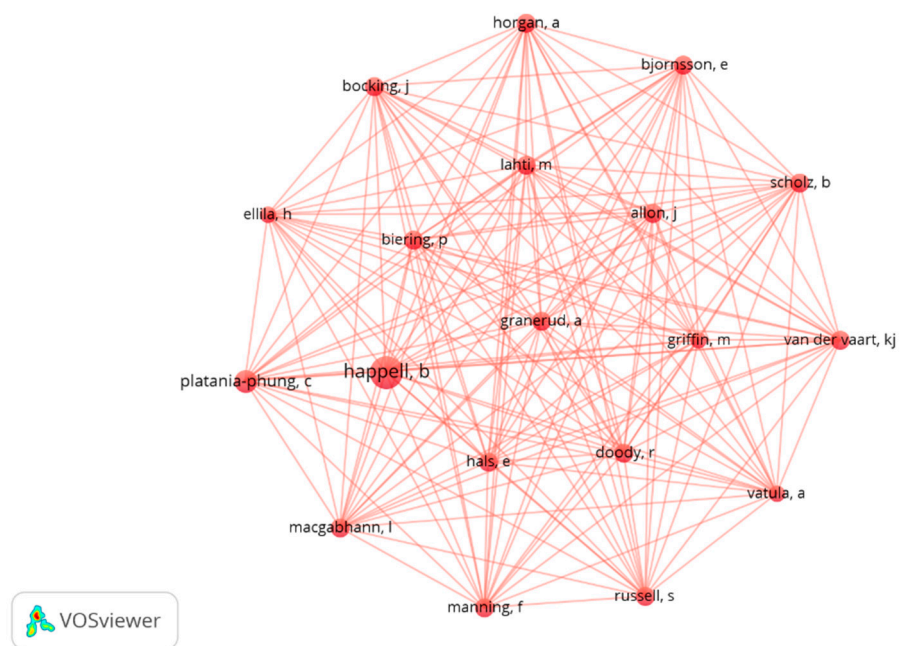 horgan, a
bjornsson, e
bocking, j
lahti, m
scholz, b
ellila, h
allon, j
biering, p
granerud, a
griffin, m
van der vaart, kj
happell, b
platania-phung, c
doody, r
hals, e
vatula, a
macgabhann, l
russell, s
manning, f
VOSviewer